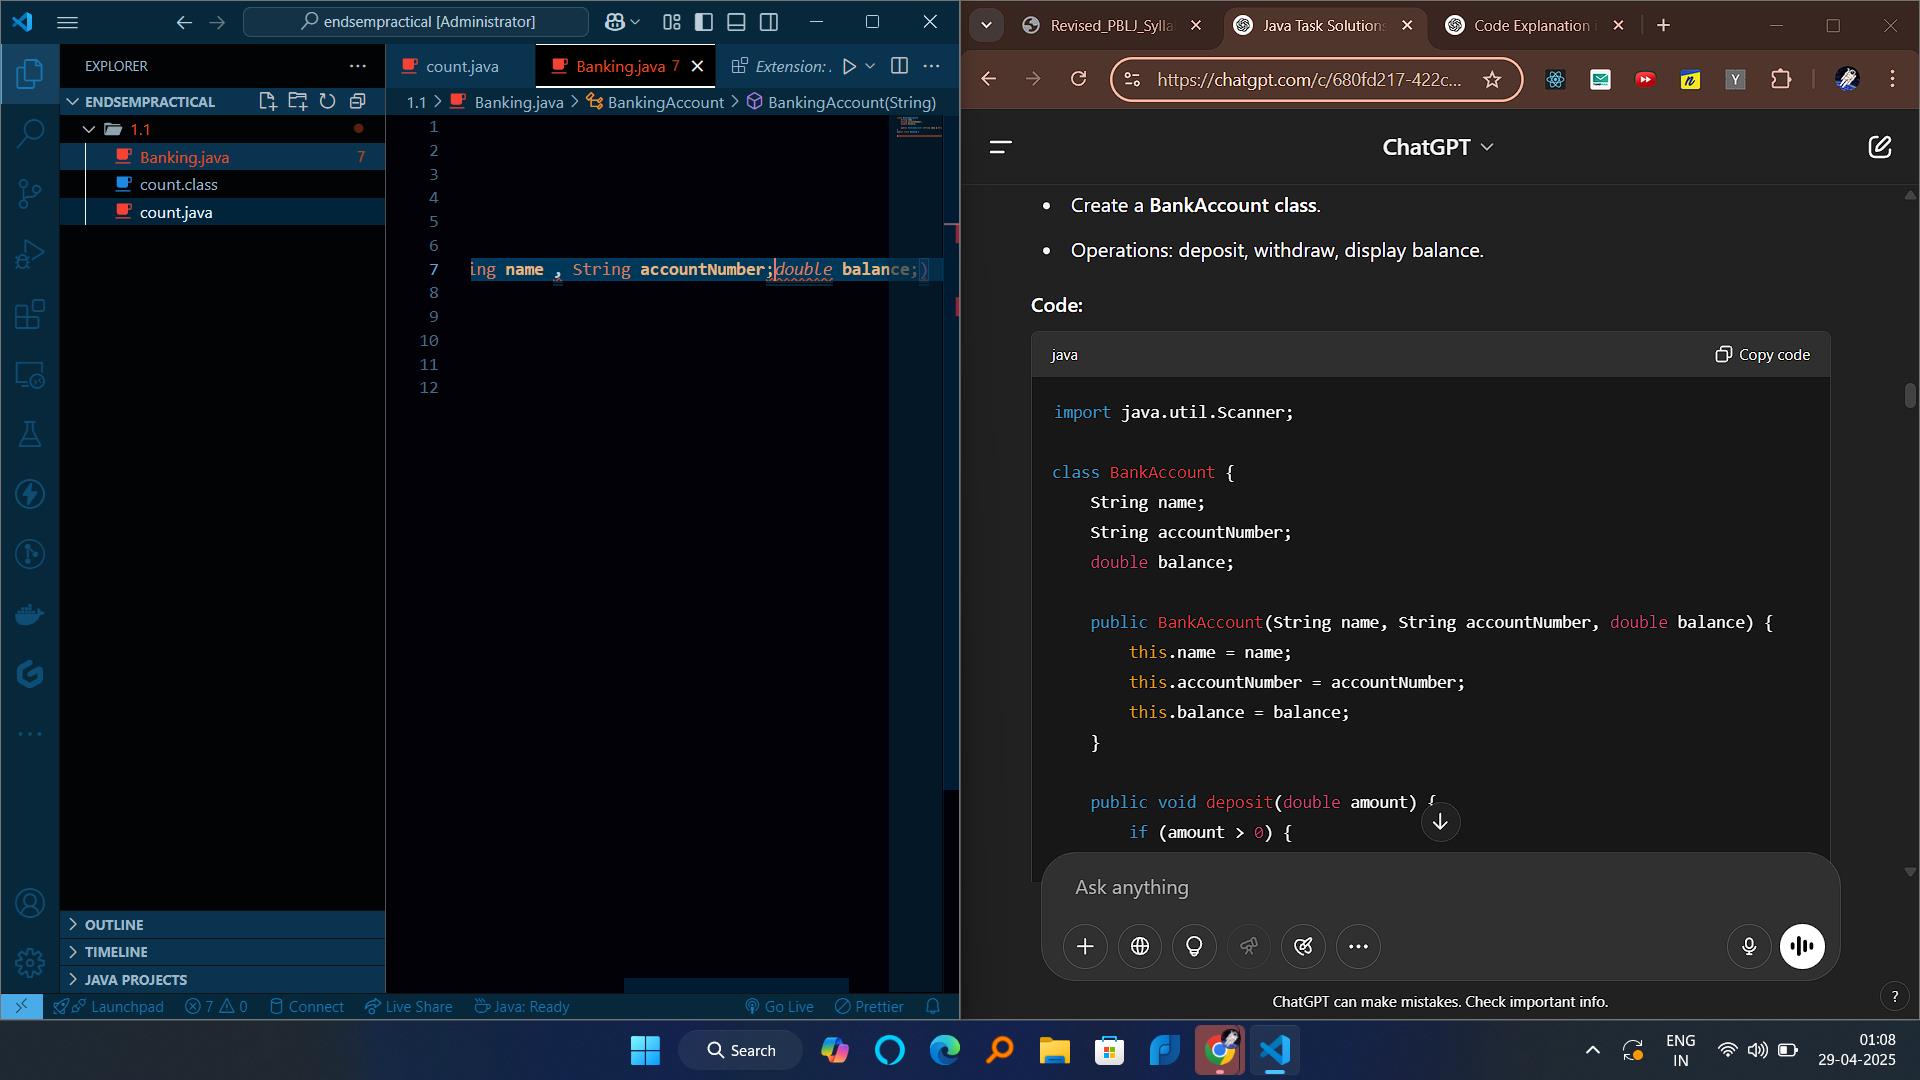 endsempractical [Administrator]
EXPLORER
ENDSEMPRACTICAL
1.1
Banking.java 7
count.class
count.java
OUTLINE
TIMELINE
JAVA PROJECTS
count.java
Banking.java 7
Extension:
1.1 > Banking.java > BankingAccount > BankingAccount(String)
1
2
3
4
5
6
7 ing name , String accountNumber;double balance;)
8
9
10
11
12
Launchpad 7 0 Connect Live Share Java: Ready Go Live Prettier
Revised_PBLJ_Sylla
Java Task Solutions
Code Explanation
https://chatgpt.com/c/680fd217-422c...
ChatGPT
• Create a BankAccount class.
• Operations: deposit, withdraw, display balance.
Code:
java Copy code
import java.util.Scanner;
class BankAccount {
String name;
String accountNumber;
double balance;
public BankAccount(String name, String accountNumber, double balance) {
this.name = name;
this.accountNumber = accountNumber;
this.balance = balance;
}
public void deposit(double amount) {
if (amount > 0) {
Ask anything
ChatGPT can make mistakes. Check important info.
?
Search
ENG
IN
01:08
29-04-2025